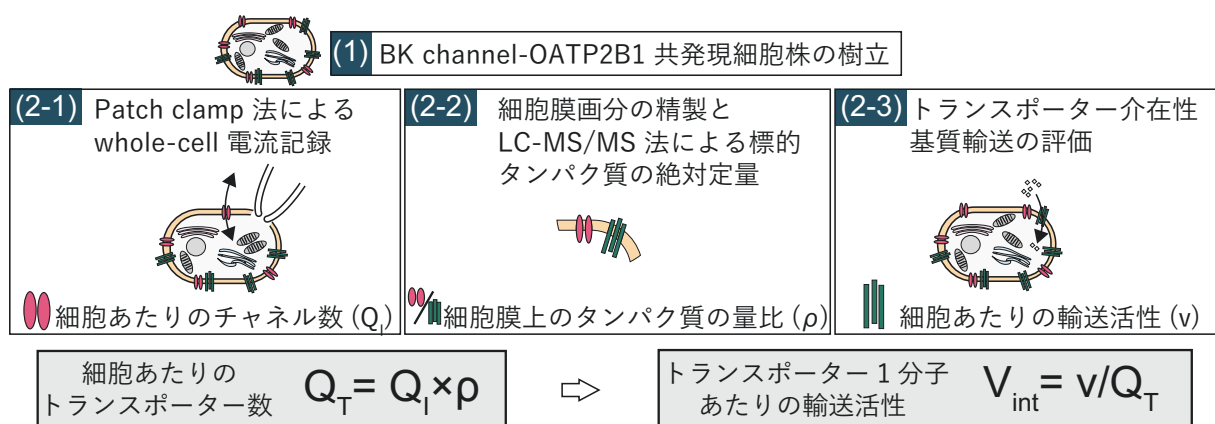 (1) BK channel-OATP2B1 共発現細胞株の樹立
(2-1) Patch clamp 法による
whole-cell 電流記録
細胞あたりのチャネル数 (Q_I)
(2-2) 細胞膜画分の精製と
LC-MS/MS 法による標的
タンパク質の絶対定量
細胞膜上のタンパク質の量比 (ρ)
(2-3) トランスポーター介在性
基質輸送の評価
細胞あたりの輸送活性 (v)
細胞あたりの
トランスポーター数
Q_T= Q_I×ρ
⇨
トランスポーター 1 分子
あたりの輸送活性
V_int= v/Q_T